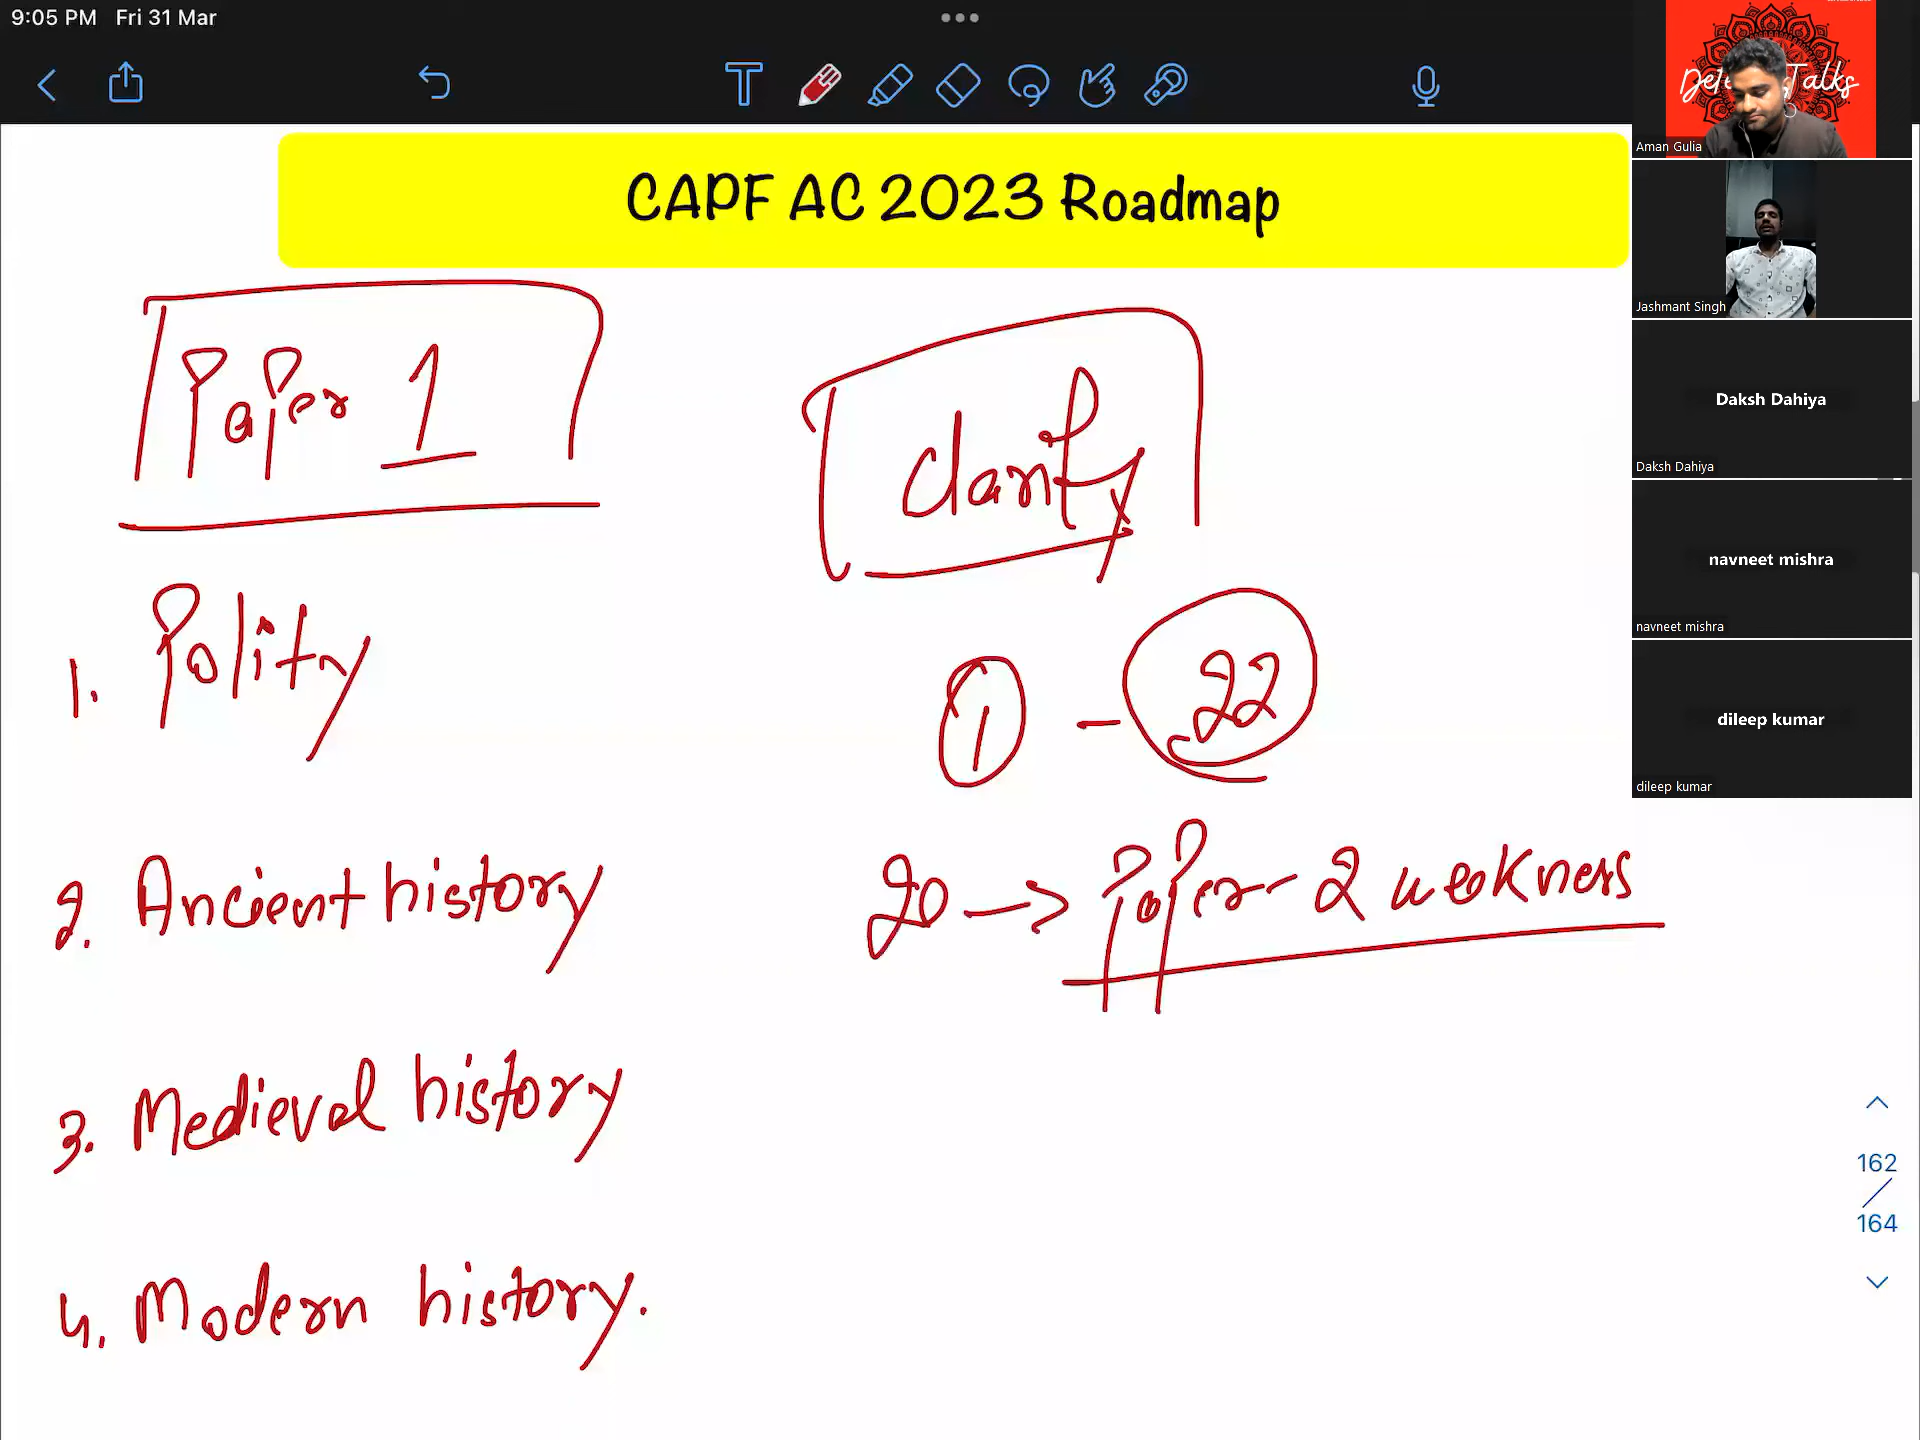 9:05 PM Fri 31 Mar
T
CAPF AC 2023 Roadmap
Paper 1
clarity
1. Polity
1 - 22
2. Ancient history
20 → Paper-2 weakness
3. Medieval history
4. Modern history.
Talks
Aman Gulia
Jashmant Singh
Daksh Dahiya
Daksh Dahiya
navneet mishra
navneet mishra
dileep kumar
dileep kumar
162
164